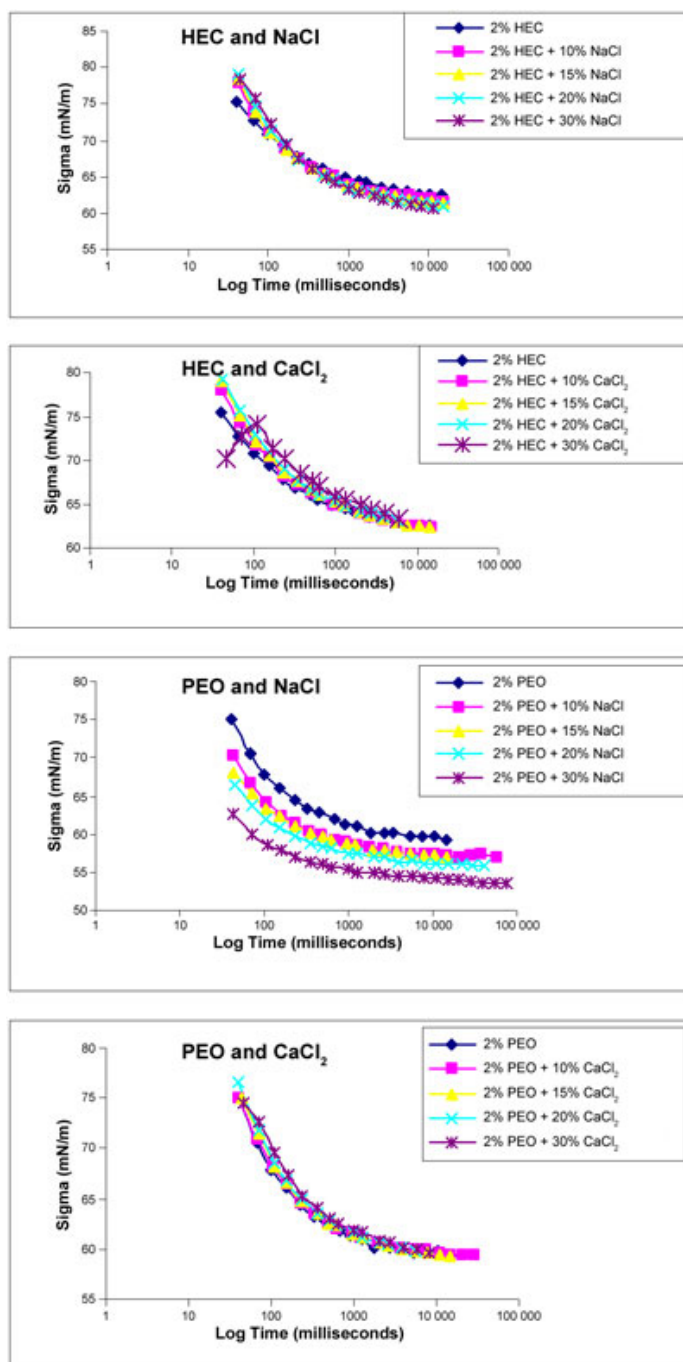 HEC and NaCl
2% HEC
2% HEC + 10% NaCl
2% HEC + 15% NaCl
2% HEC + 20% NaCl
2% HEC + 30% NaCl
Sigma (mN/m)
85
80
75
70
65
60
55
1 10 100 1000 10 000 100 000
Log Time (milliseconds)
HEC and CaCl₂
2% HEC
2% HEC + 10% CaCl₂
2% HEC + 15% CaCl₂
2% HEC + 20% CaCl₂
2% HEC + 30% CaCl₂
Sigma (mN/m)
80
75
70
65
60
1 10 100 1000 10 000 100 000
Log Time (milliseconds)
PEO and NaCl
2% PEO
2% PEO + 10% NaCl
2% PEO + 15% NaCl
2% PEO + 20% NaCl
2% PEO + 30% NaCl
Sigma (mN/m)
80
75
70
65
60
55
50
1 10 100 1000 10 000 100 000
Log Time (milliseconds)
PEO and CaCl₂
2% PEO
2% PEO + 10% CaCl₂
2% PEO + 15% CaCl₂
2% PEO + 20% CaCl₂
2% PEO + 30% CaCl₂
Sigma (mN/m)
80
75
70
65
60
55
1 10 100 1000 10 000 100 000
Log Time (milliseconds)